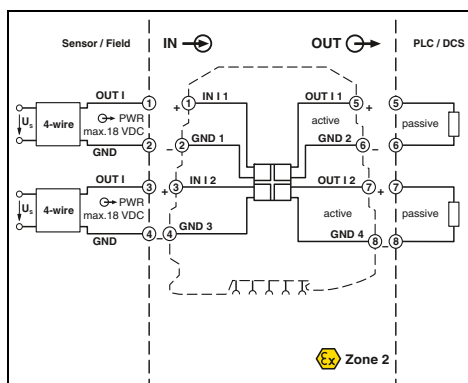 Sensor / Field IN OUT PLC / DCS
OUT I 1 + 1 IN I 1 OUT I 1 5 + 5
Us 4-wire PWR max.18 VDC active passive
GND 2 – 2 GND 1 GND 2 6 – 6
OUT I 3 + 3 IN I 2 OUT I 2 7 + 7
Us 4-wire PWR max.18 VDC active passive
GND 4 – 4 GND 3 GND 4 8 – 8
Ex Zone 2